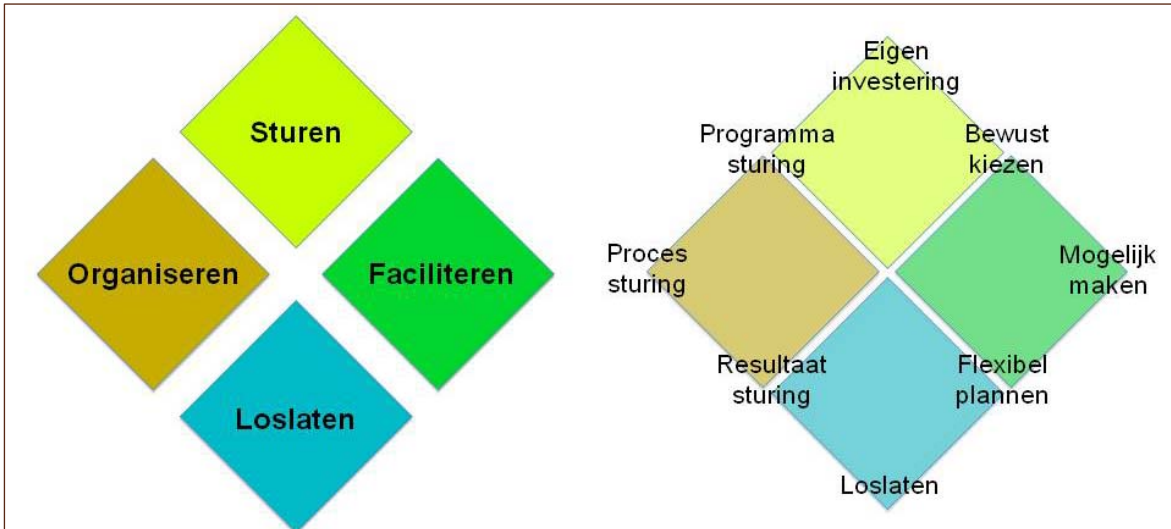 Sturen
Organiseren
Faciliteren
Loslaten
Eigen
investering
Programma
sturing
Bewust
kiezen
Proces
sturing
Mogelijk
maken
Resultaat
sturing
Flexibel
plannen
Loslaten